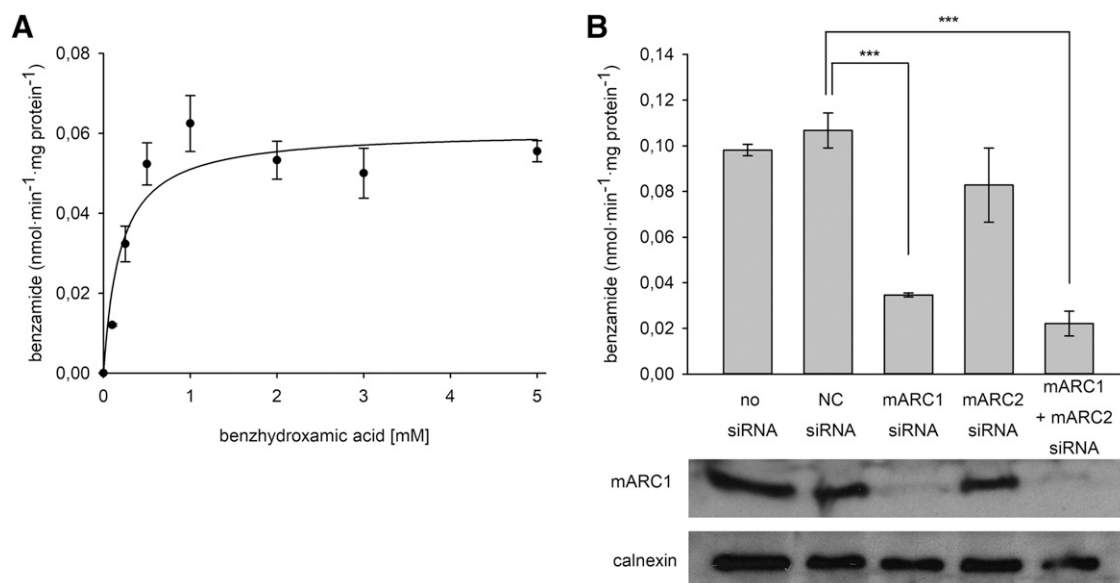 A
benzamide (nmol·min⁻¹·mg protein⁻¹)
0,08
0,06
0,04
0,02
0,00
0 1 2 3 4 5
benzhydroxamic acid [mM]
B
benzamide (nmol·min⁻¹·mg protein⁻¹)
0,14
0,12
0,10
0,08
0,06
0,04
0,02
0,00
***
***
no
siRNA
NC
siRNA
mARC1
siRNA
mARC2
siRNA
mARC1
+ mARC2
siRNA
mARC1
calnexin